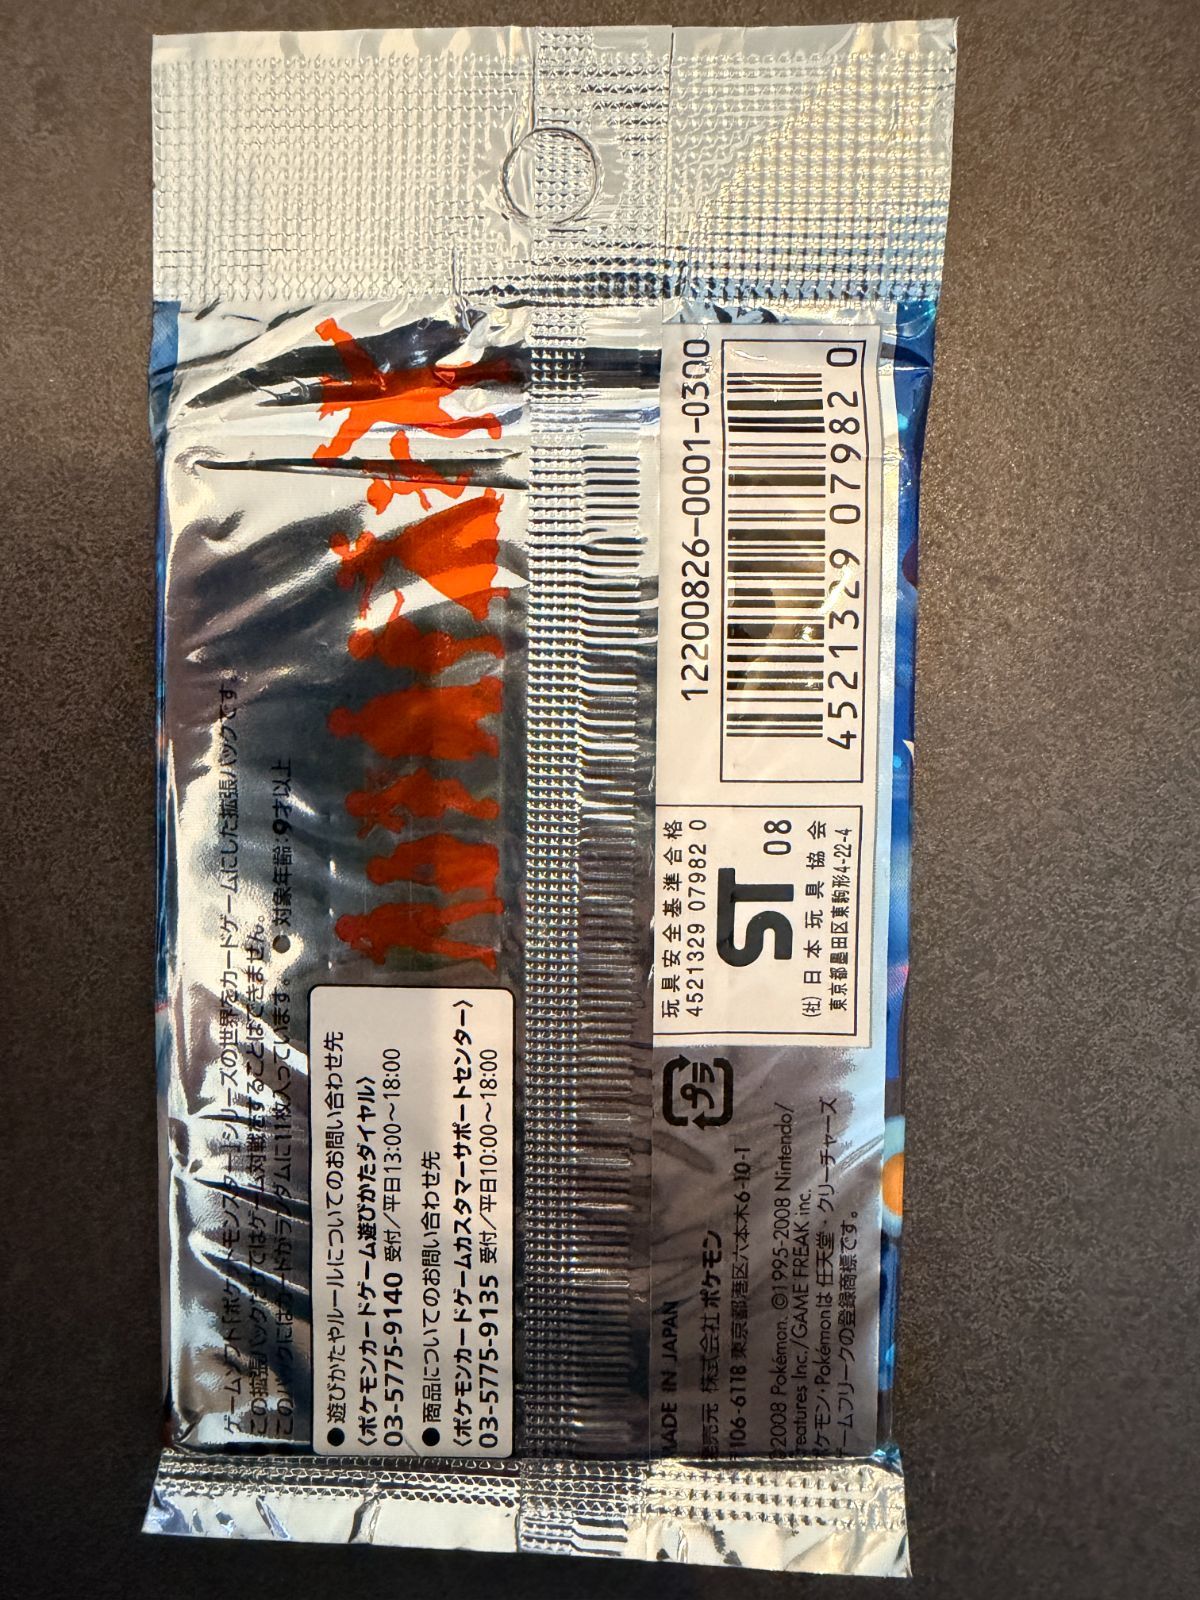 ゲームソフト「ポケットモンスター」シリーズの世界をカードゲームにした拡張パックです。
この拡張パックだけではゲーム対戦をすることはできません。
このパックにはカードがランダムに11枚入っています。 ●対象年齢:9才以上
●遊びかたやルールについてのお問い合わせ先
〈ポケモンカードゲーム遊びかたダイヤル〉
03-5775-9140 受付／平日13:00〜18:00
●商品についてのお問い合わせ先
〈ポケモンカードゲームカスタマーサポートセンター〉
03-5775-9135 受付／平日10:00〜18:00
MADE IN JAPAN
発売元 株式会社ポケモン
〒106-6118 東京都港区六本木6-10-1
©2008 Pokémon. ©1995-2008 Nintendo/
Creatures Inc./GAME FREAK inc.
ポケモン・Pokémonは 任天堂・クリーチャーズ
ゲームフリークの登録商標です。
プラ
玩具安全基準合格
4521329 07982 0
ST 08
(社) 日本玩具協会
東京都墨田区東駒形4-22-4
12200826-0001-0300
4521329079820